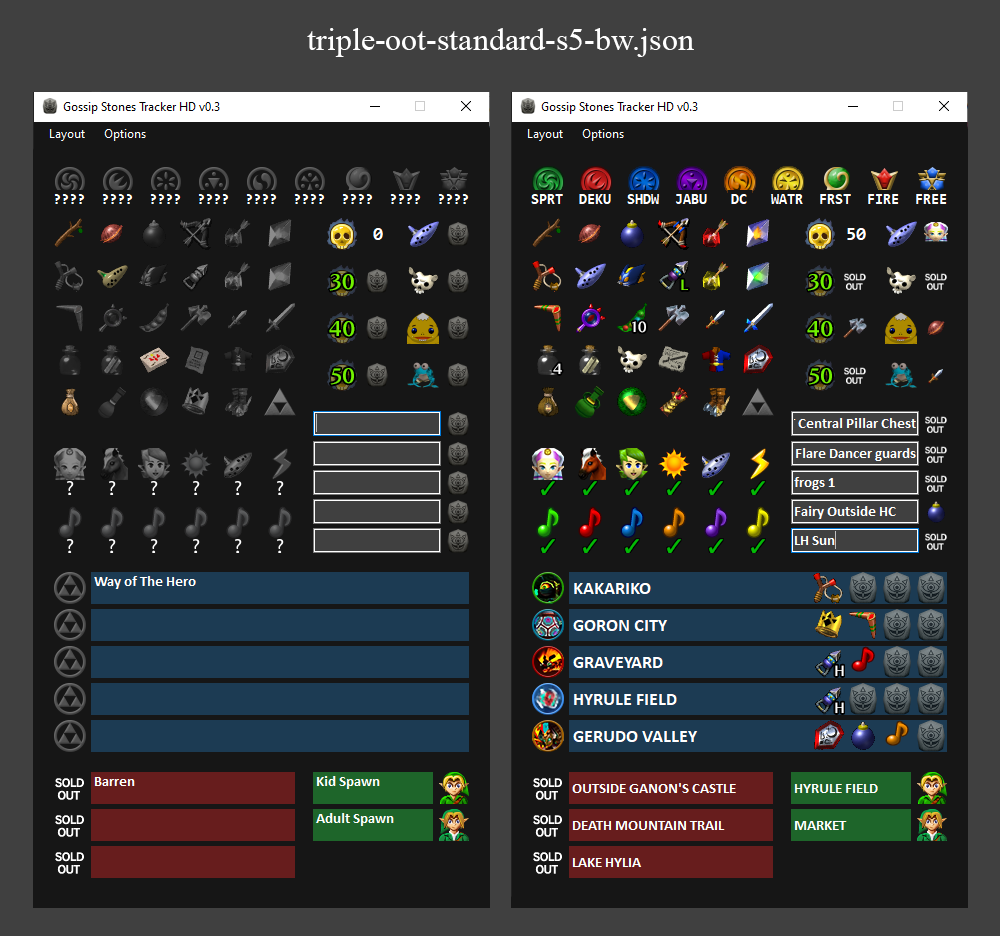 triple-oot-standard-s5-bw.json
Gossip Stones Tracker HD v0.3
Layout Options
???? ???? ???? ???? ???? ???? ???? ???? ????
0
30
40
50
? ? ? ? ? ?
? ? ? ? ? ?
Way of The Hero
SOLD OUT
Barren
Kid Spawn
SOLD OUT
Adult Spawn
SOLD OUT
Gossip Stones Tracker HD v0.3
Layout Options
SPRT DEKU SHDW JABU DC WATR FRST FIRE FREE
50
L
30
SOLD OUT
SOLD OUT
10
40
4
50
SOLD OUT
Central Pillar Chest
SOLD OUT
Flare Dancer guards
SOLD OUT
frogs 1
SOLD OUT
Fairy Outside HC
LH Sun
SOLD OUT
KAKARIKO
GORON CITY
GRAVEYARD
H
HYRULE FIELD
H
GERUDO VALLEY
SOLD OUT
OUTSIDE GANON'S CASTLE
HYRULE FIELD
SOLD OUT
DEATH MOUNTAIN TRAIL
MARKET
SOLD OUT
LAKE HYLIA